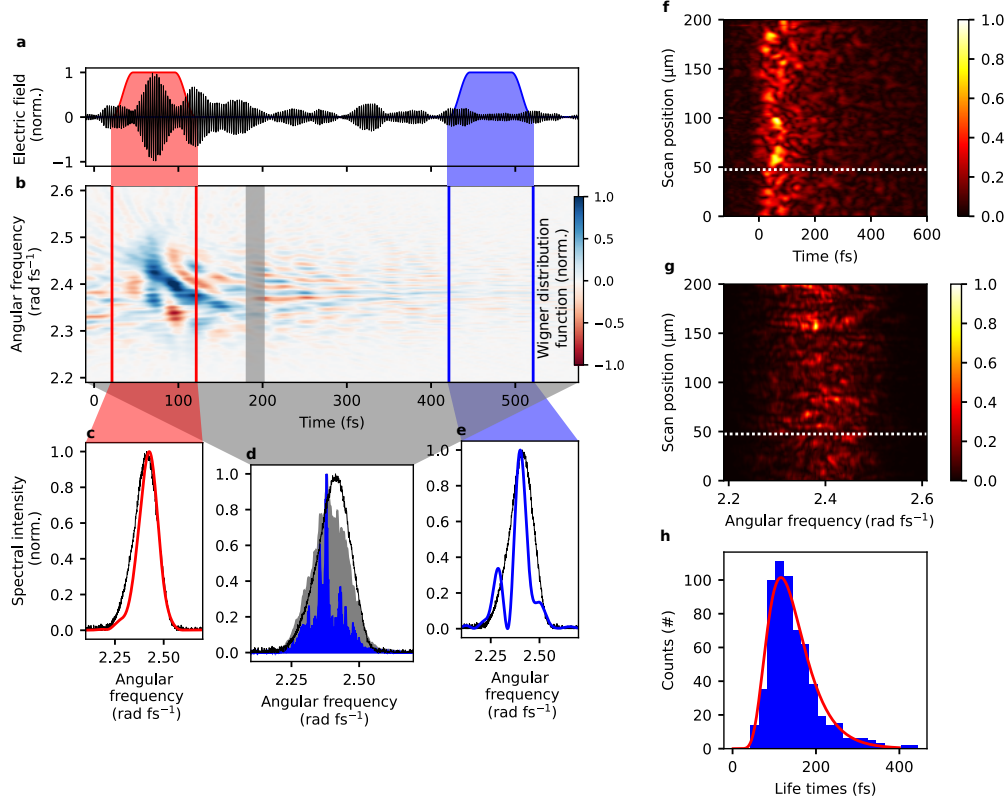 a
Electric field
(norm.)
1
0
−1
b
Angular frequency
(rad fs⁻¹)
2.6
2.5
2.4
2.3
2.2
Wigner distribution
function (norm.)
1.0
0.5
0.0
−0.5
−1.0
0 100 200 300 400 500
Time (fs)
c
Spectral intensity
(norm.)
1.0
0.8
0.6
0.4
0.2
0.0
2.25 2.50
Angular
frequency
(rad fs⁻¹)
d
1.0
0.8
0.6
0.4
0.2
0.0
2.25 2.50
Angular frequency
(rad fs⁻¹)
e
1.0
0.8
0.6
0.4
0.2
0.0
2.25 2.50
Angular
frequency
(rad fs⁻¹)
f
Scan position (μm)
200
150
100
50
0
0 200 400 600
Time (fs)
1.0
0.8
0.6
0.4
0.2
0.0
g
Scan position (μm)
200
150
100
50
0
2.2 2.4 2.6
Angular frequency (rad fs⁻¹)
1.0
0.8
0.6
0.4
0.2
0.0
h
Counts (#)
100
80
60
40
20
0
0 200 400
Life times (fs)